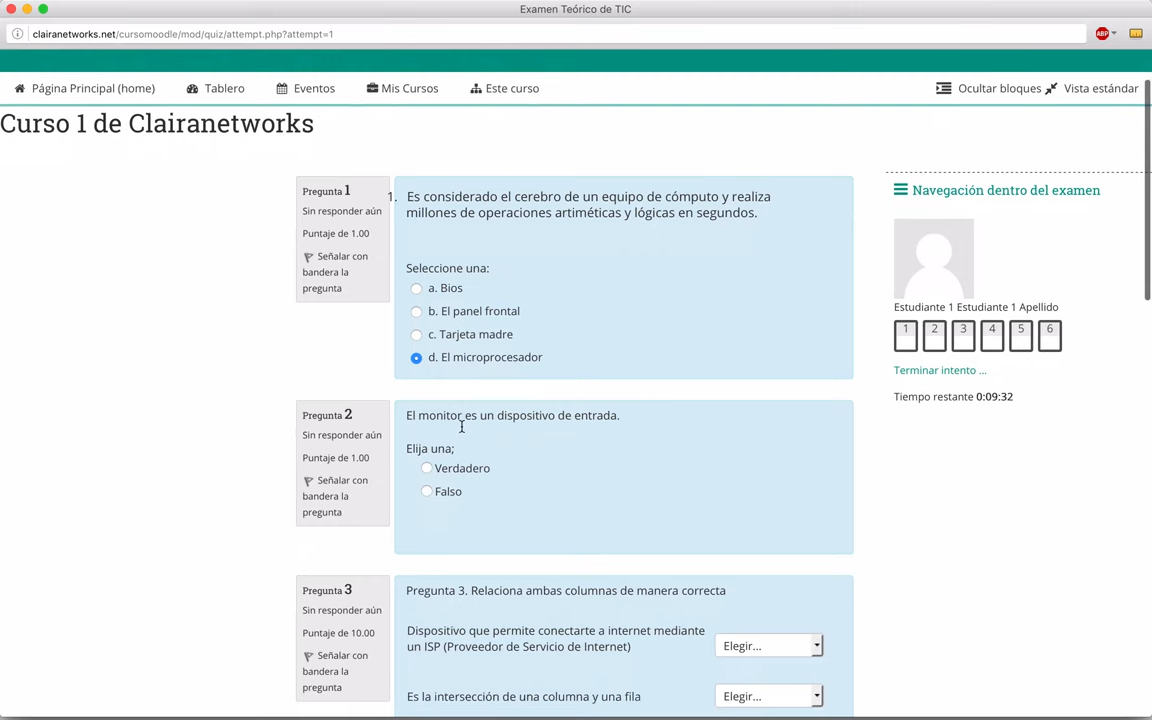 Examen Teórico de TIC
clairanetworks.net/cursomoodle/mod/quiz/attempt.php?attempt=1
ABP
Página Principal (home) Tablero Eventos Mis Cursos Este curso Ocultar bloques Vista estándar
Curso 1 de Clairanetworks
Pregunta 1
Sin responder aún
Puntaje de 1.00
Señalar con
bandera la
pregunta
1. Es considerado el cerebro de un equipo de cómputo y realiza
millones de operaciones artiméticas y lógicas en segundos.
Seleccione una:
a. Bios
b. El panel frontal
c. Tarjeta madre
d. El microprocesador
Navegación dentro del examen
Estudiante 1 Estudiante 1 Apellido
1 2 3 4 5 6
Terminar intento ...
Tiempo restante 0:09:32
Pregunta 2
Sin responder aún
Puntaje de 1.00
Señalar con
bandera la
pregunta
El monitor es un dispositivo de entrada.
Elija una;
Verdadero
Falso
Pregunta 3
Sin responder aún
Puntaje de 10.00
Señalar con
bandera la
pregunta
Pregunta 3. Relaciona ambas columnas de manera correcta
Dispositivo que permite conectarte a internet mediante
un ISP (Proveedor de Servicio de Internet) Elegir...
Es la intersección de una columna y una fila Elegir...